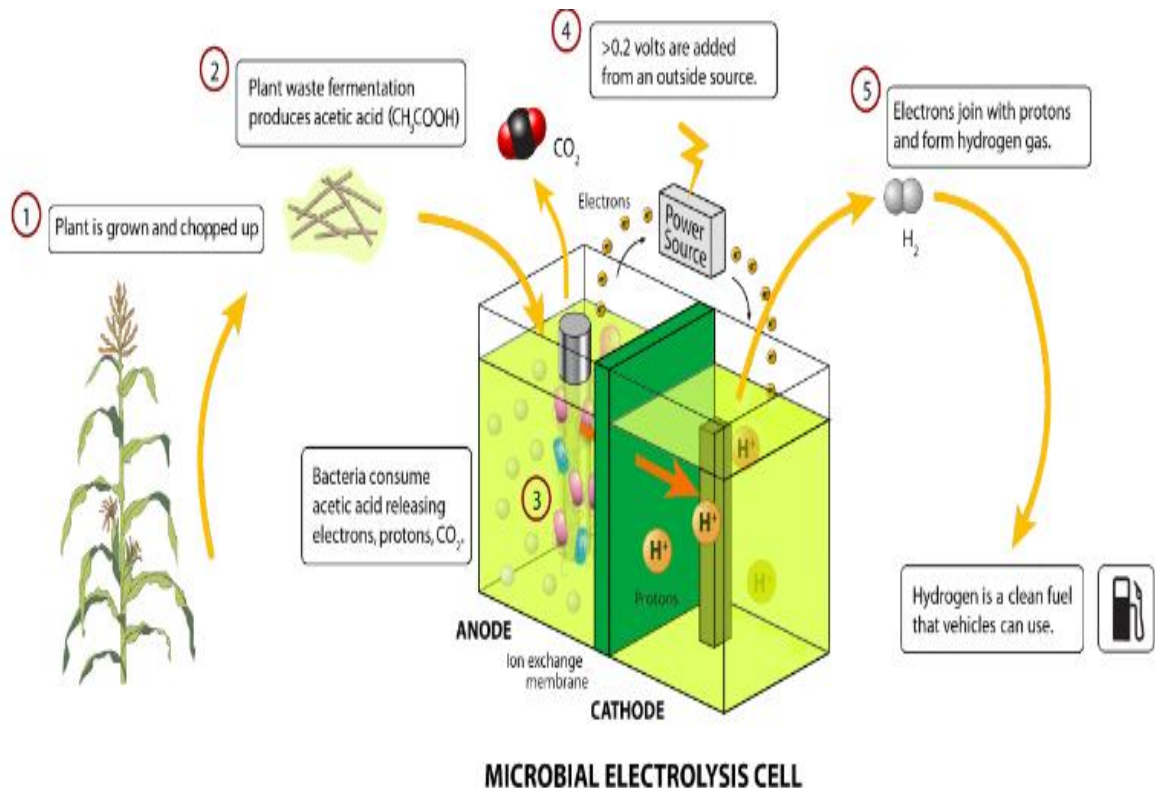 1
Plant is grown and chopped up
2
Plant waste fermentation
produces acetic acid (CH₃COOH)
CO₂
4
>0.2 volts are added
from an outside source.
Electrons
e⁻ e⁻ e⁻ e⁻
Power
Source
5
Electrons join with protons
and form hydrogen gas.
H₂
3
Bacteria consume
acetic acid releasing
electrons, protons, CO₂.
H⁺
H⁺
H⁺
H⁺
Protons
ANODE
Ion exchange
membrane
CATHODE
Hydrogen is a clean fuel
that vehicles can use.
MICROBIAL ELECTROLYSIS CELL